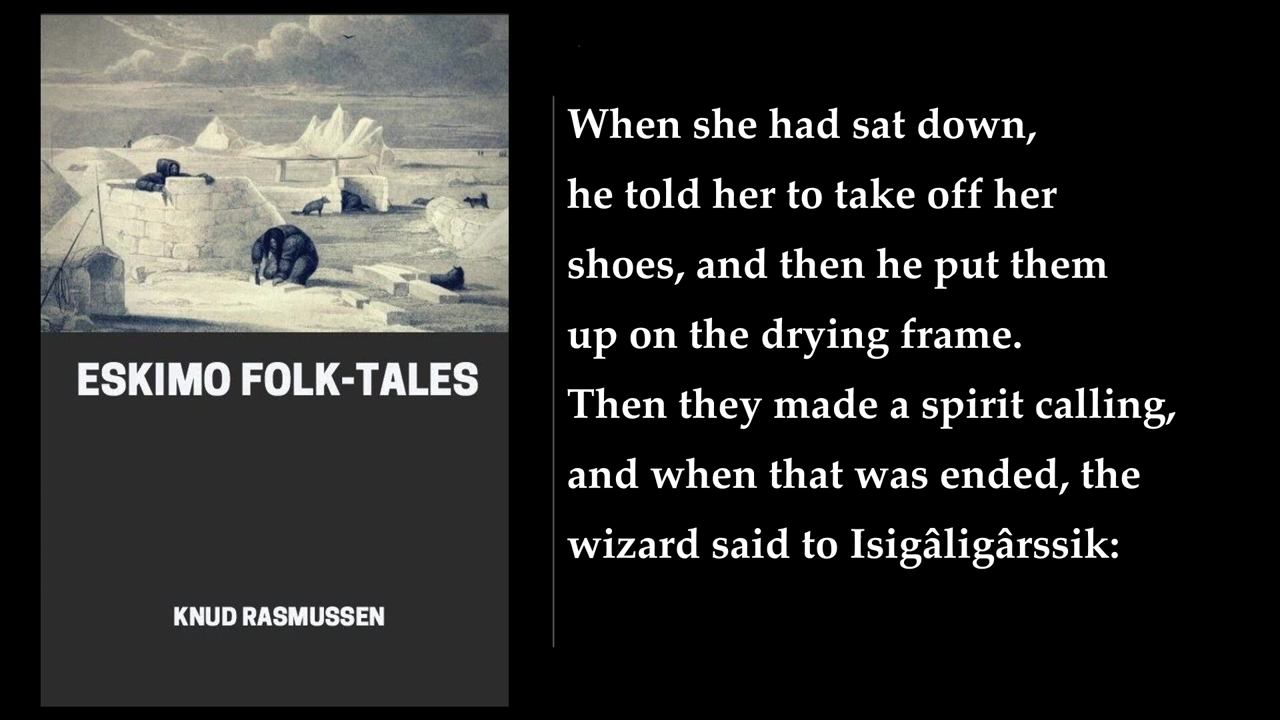 ESKIMO FOLK-TALES
KNUD RASMUSSEN
When she had sat down,
he told her to take off her
shoes, and then he put them
up on the drying frame.
Then they made a spirit calling,
and when that was ended, the
wizard said to Isigâligârssik: